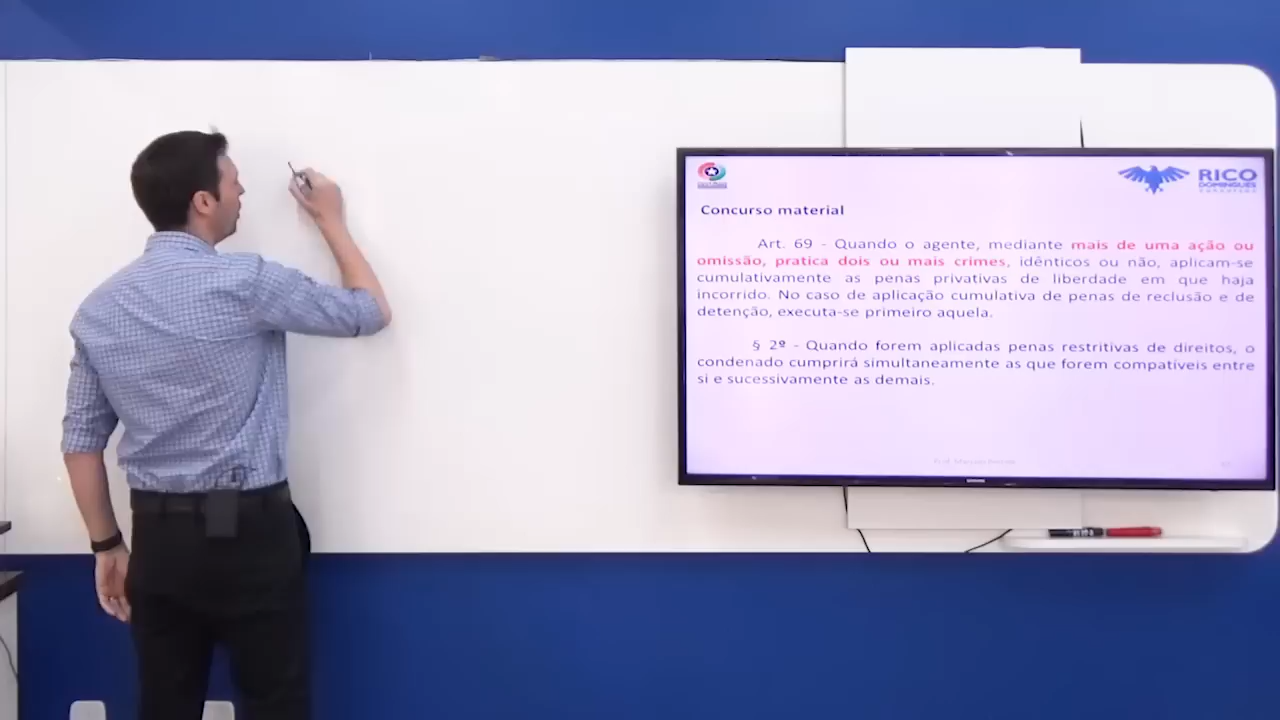 RICO
DOMINGUES
Concurso material
Art. 69 - Quando o agente, mediante mais de uma ação ou
omissão, pratica dois ou mais crimes, idênticos ou não, aplicam-se
cumulativamente as penas privativas de liberdade em que haja
incorrido. No caso de aplicação cumulativa de penas de reclusão e de
detenção, executa-se primeiro aquela.
§ 2º - Quando forem aplicadas penas restritivas de direitos, o
condenado cumprirá simultaneamente as que forem compatíveis entre
si e sucessivamente as demais.